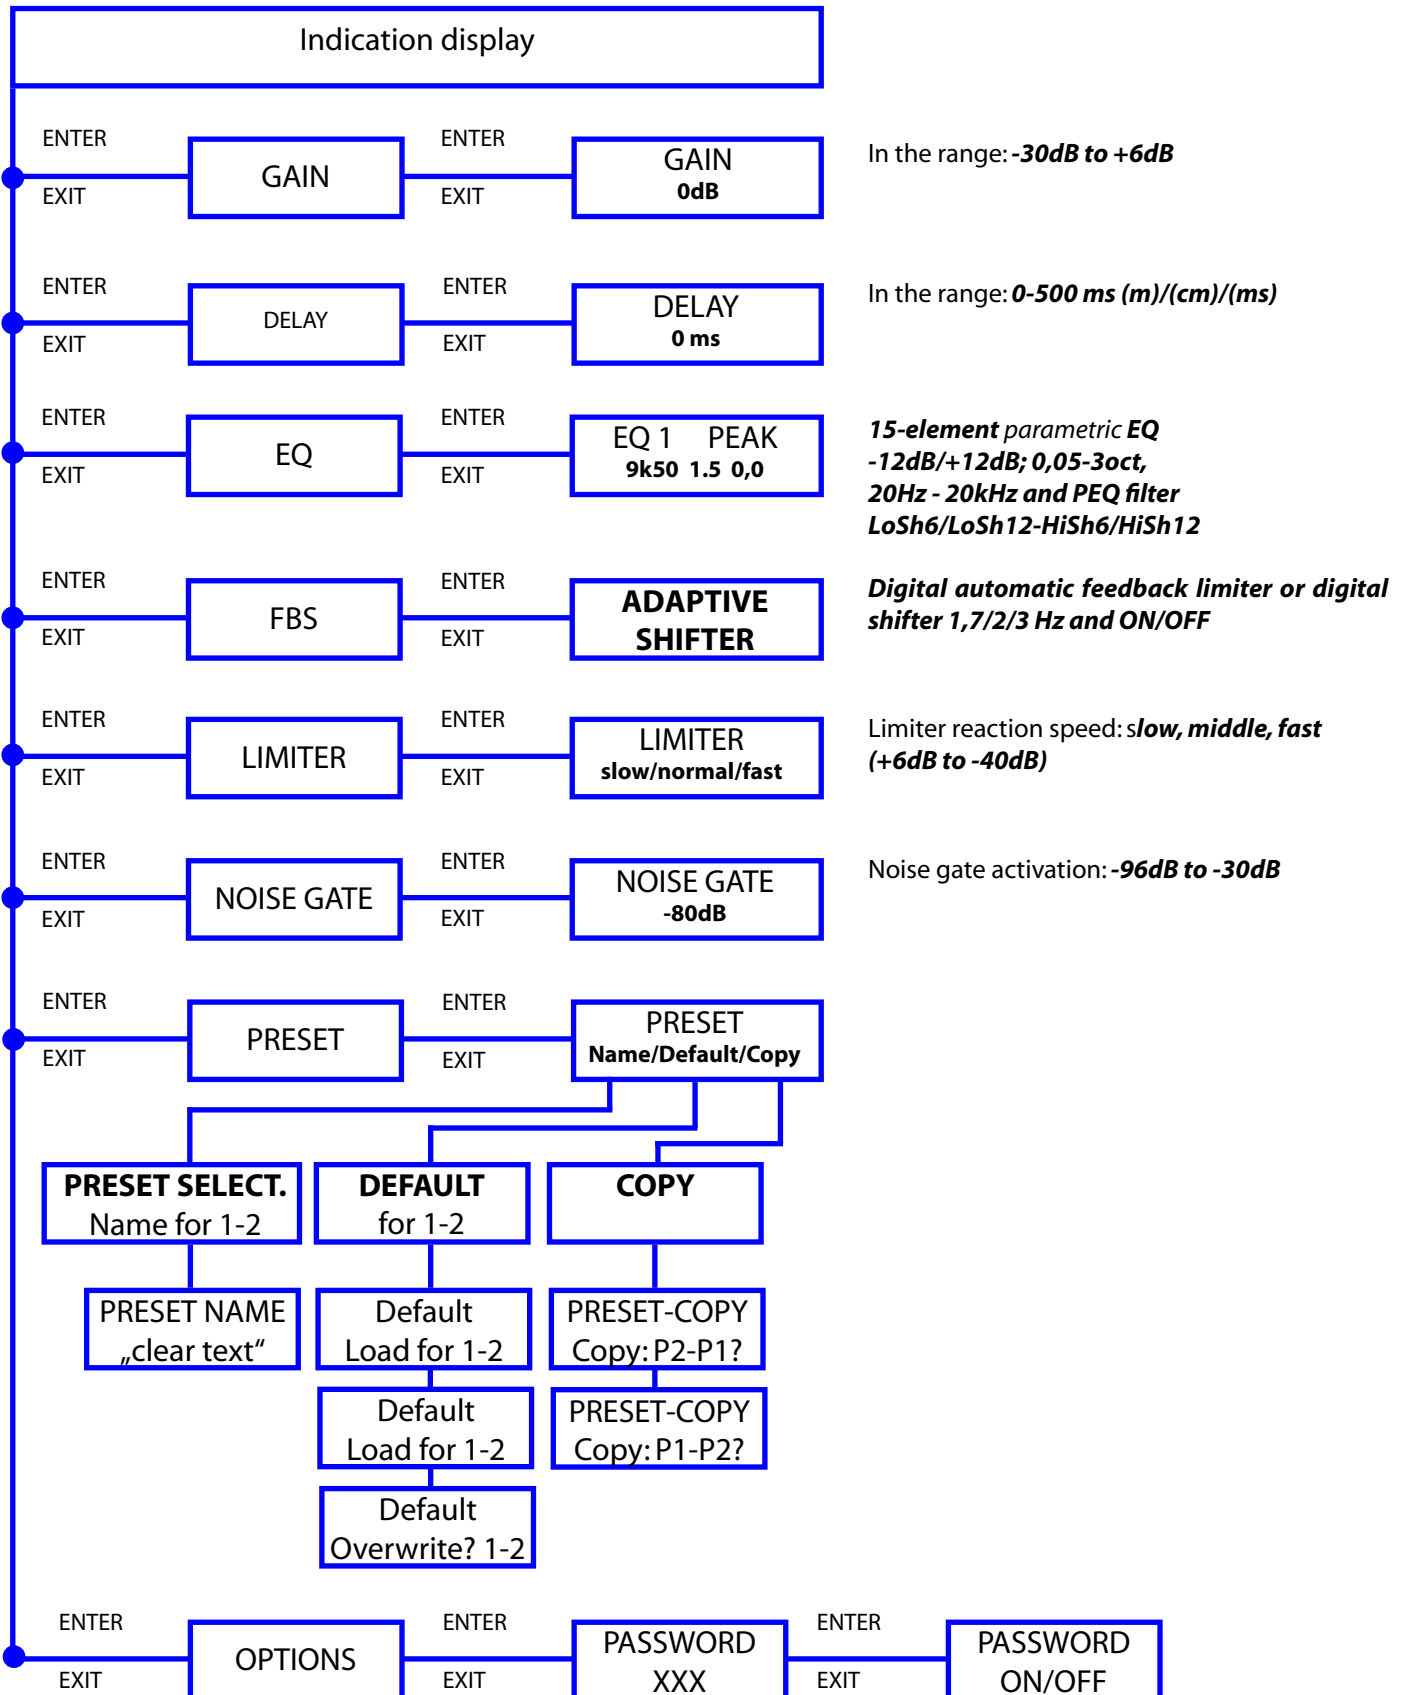 Indication display
ENTER
ENTER
GAIN
GAIN
0dB
In the range: -30dB to +6dB
EXIT
EXIT
ENTER
ENTER
DELAY
DELAY
0 ms
In the range: 0-500 ms (m)/(cm)/(ms)
EXIT
EXIT
ENTER
ENTER
EQ
EQ 1 PEAK
9k50 1.5 0,0
EXIT
EXIT
15-element parametric EQ
-12dB/+12dB; 0,05-3oct,
20Hz - 20kHz and PEQ filter
LoSh6/LoSh12-HiSh6/HiSh12
ENTER
ENTER
FBS
ADAPTIVE
SHIFTER
EXIT
EXIT
Digital automatic feedback limiter or digital
shifter 1,7/2/3 Hz and ON/OFF
ENTER
ENTER
LIMITER
LIMITER
slow/normal/fast
EXIT
EXIT
Limiter reaction speed: slow, middle, fast
(+6dB to -40dB)
ENTER
ENTER
NOISE GATE
NOISE GATE
-80dB
EXIT
EXIT
Noise gate activation: -96dB to -30dB
ENTER
ENTER
PRESET
PRESET
Name/Default/Copy
EXIT
EXIT
PRESET SELECT.
Name for 1-2
DEFAULT
for 1-2
COPY
PRESET NAME
„clear text“
Default
Load for 1-2
PRESET-COPY
Copy: P2-P1?
Default
Load for 1-2
PRESET-COPY
Copy: P1-P2?
Default
Overwrite? 1-2
ENTER
ENTER
ENTER
OPTIONS
PASSWORD
XXX
PASSWORD
ON/OFF
EXIT
EXIT
EXIT